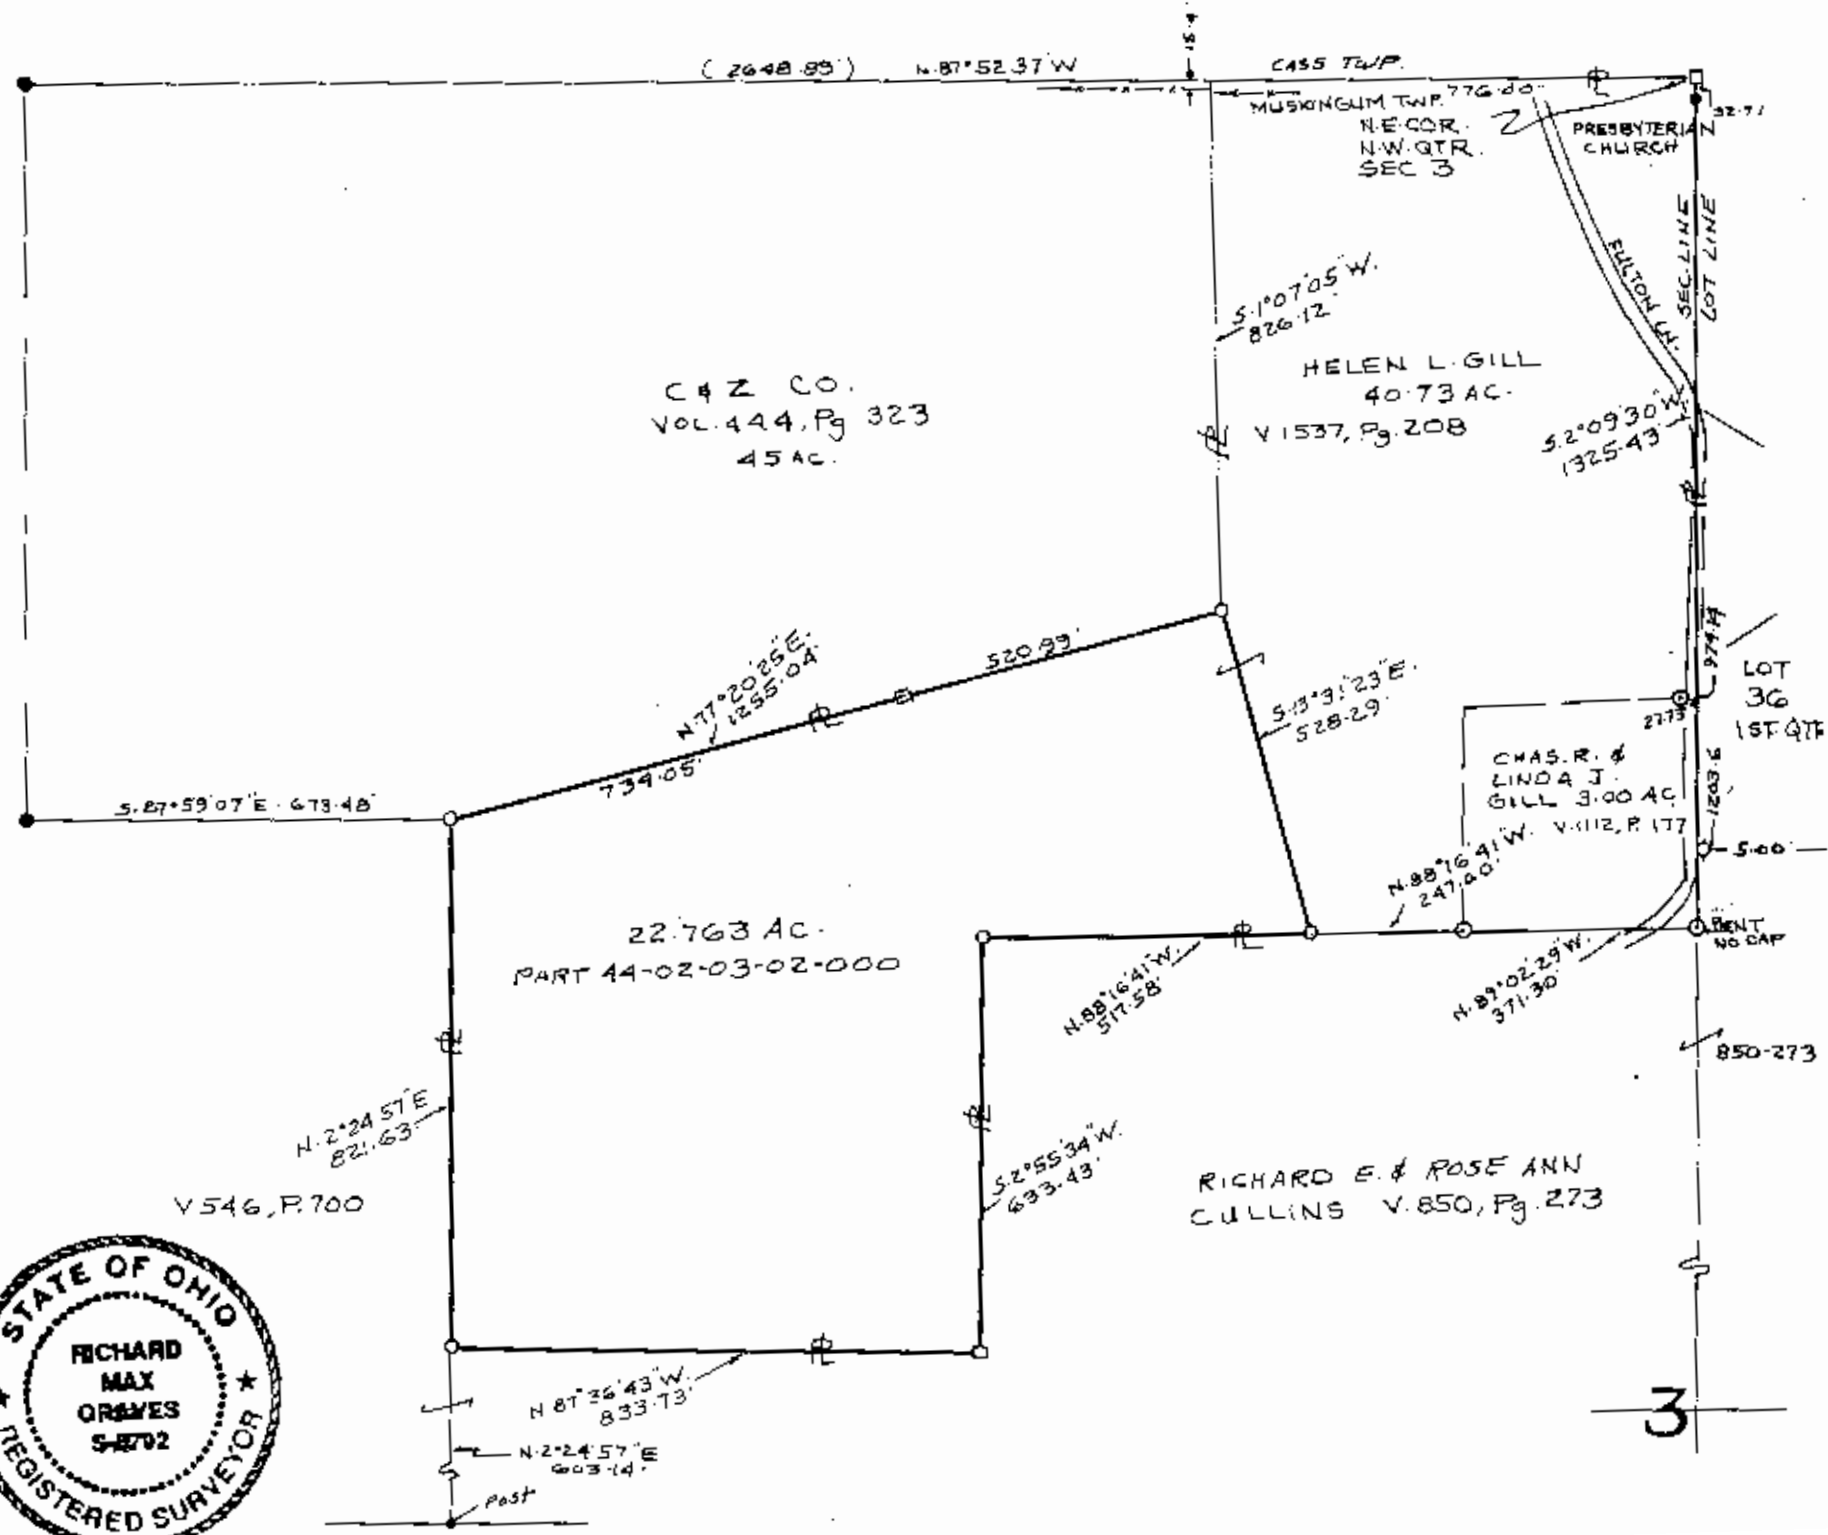 (2648.89')
N.87°52'37"W
CASS TWP.
MUSKINGUM TWP.
776.60
N.E. COR.
N.W. QTR.
SEC 3
PRESBYTERIAN
CHURCH
32.71
SEC. LINE
LOT LINE
FULTON LN.
S.1°07'05"W.
826.12'
HELEN L. GILL
40.73 AC.
V 1537, Pg. 208
S.2°09'30"W
1325.43'
C & Z CO.
VOL. 444, Pg 323
45 AC.
N.77°20'25"E.
1255.04'
520.99'
734.05'
S.87°59'07"E. 673.48'
S.13°31'23"E.
528.29'
974.19
LOT
36
1ST. QTR
27.73
CHAS. R. &
LINDA J.
GILL 3.00 AC
V.1112, P.177
1203.6
5.00'
N.88°16'41"W.
247.60'
BENT
NO CAP
22.763 AC.
PART 44-02-03-02-000
N.88°16'41"W.
517.58'
N.89°02'29"W.
371.30'
850-273
N.2°24'57"E
821.63'
S.2°55'34"W.
633.43'
RICHARD E. & ROSE ANN
CULLINS V.850, Pg. 273
V 546, P. 700
STATE OF OHIO
RICHARD
MAX
GRAVES
REGISTERED SURVEYOR
N 87°36'43"W.
833.73'
N.2°24'57"E
603.14'
Post
3